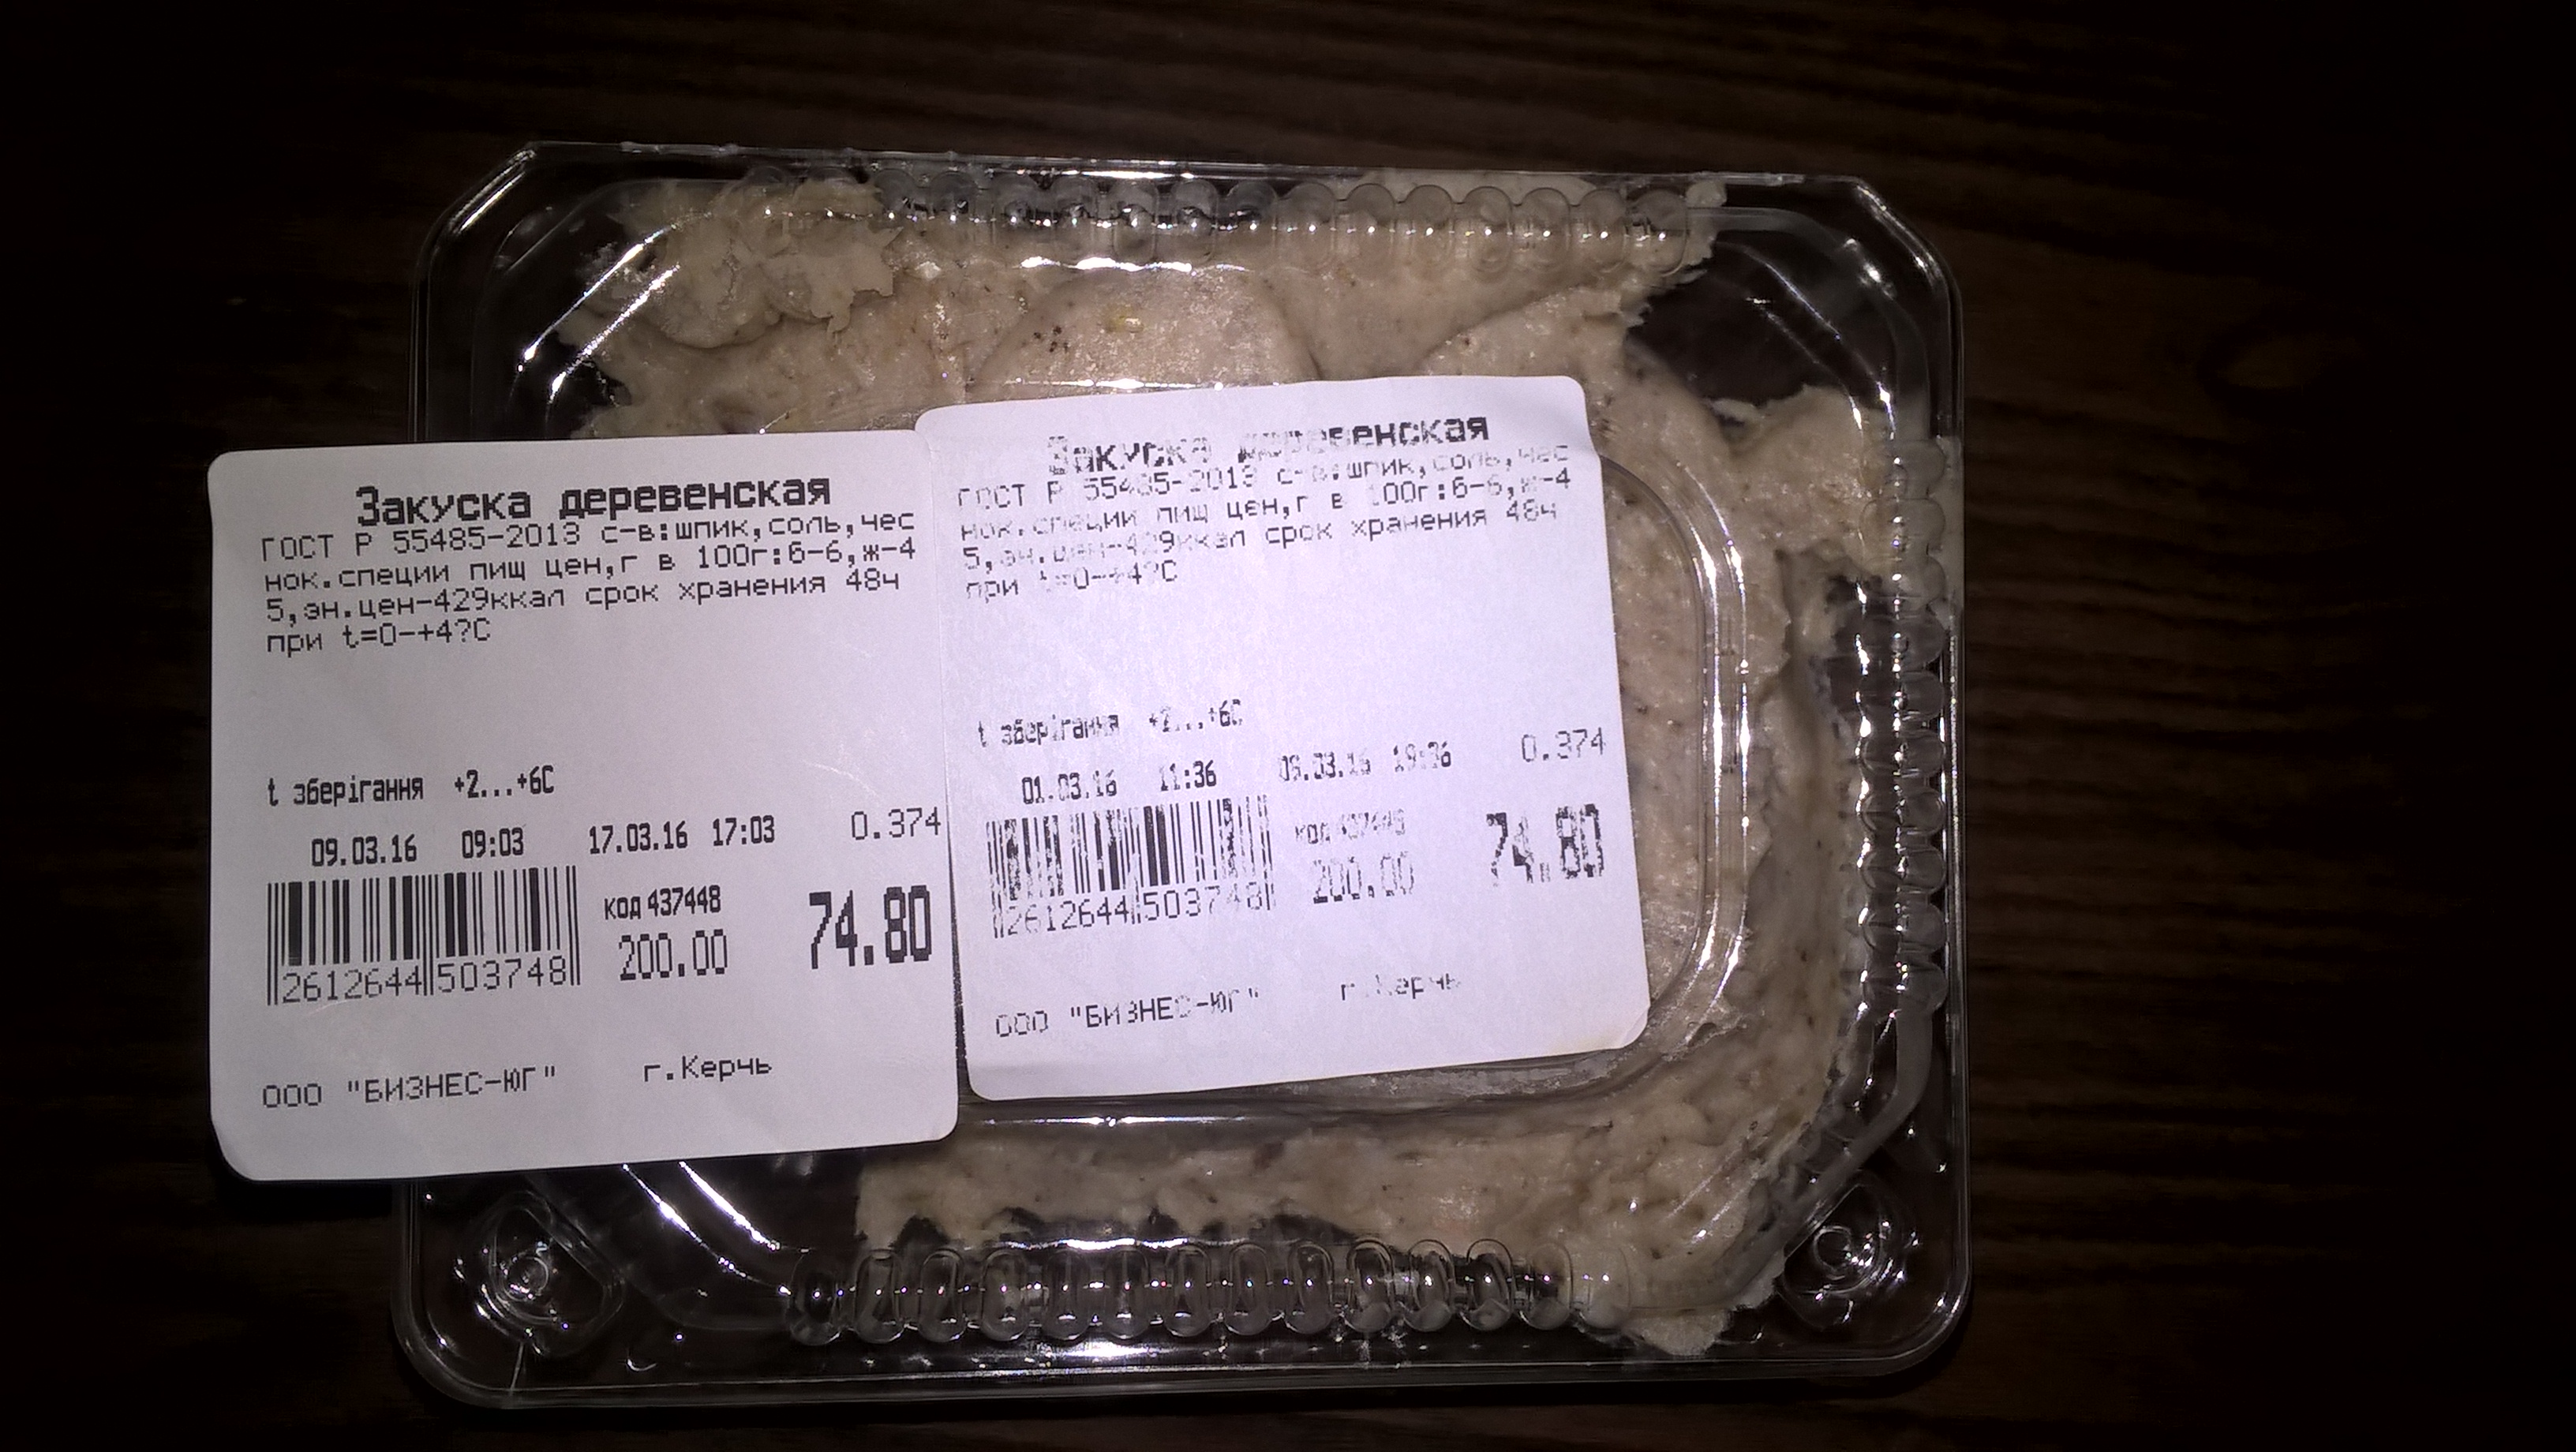 Закуска деревенская
ГОСТ Р 55485-2013 с-в:шпик,соль,чес
нок.специи пищ цен,г в 100г:6-6,ж-4
5,эн.цен-429ккал срок хранения 48ч
при t=0-+4?С
t зберігання +2...+6С
09.03.16 09:03 17.03.16 17:03 0.374
код 437448
200.00 74.80
2612644 503748
ООО "БИЗНЕС-ЮГ" г.Керчь
Закуска деревенская
ГОСТ Р 55485-2013 с-в:шпик,соль,чес
нок.специи пищ цен,г в 100г:6-6,ж-4
5,эн.цен-429ккал срок хранения 48ч
при t=0-+4?С
t зберігання +2...+6С
01.03.16 11:36 09.03.16 19:36 0.374
код 437448
200.00 74.80
2612644 503748
ООО "БИЗНЕС-ЮГ" г.Керчь